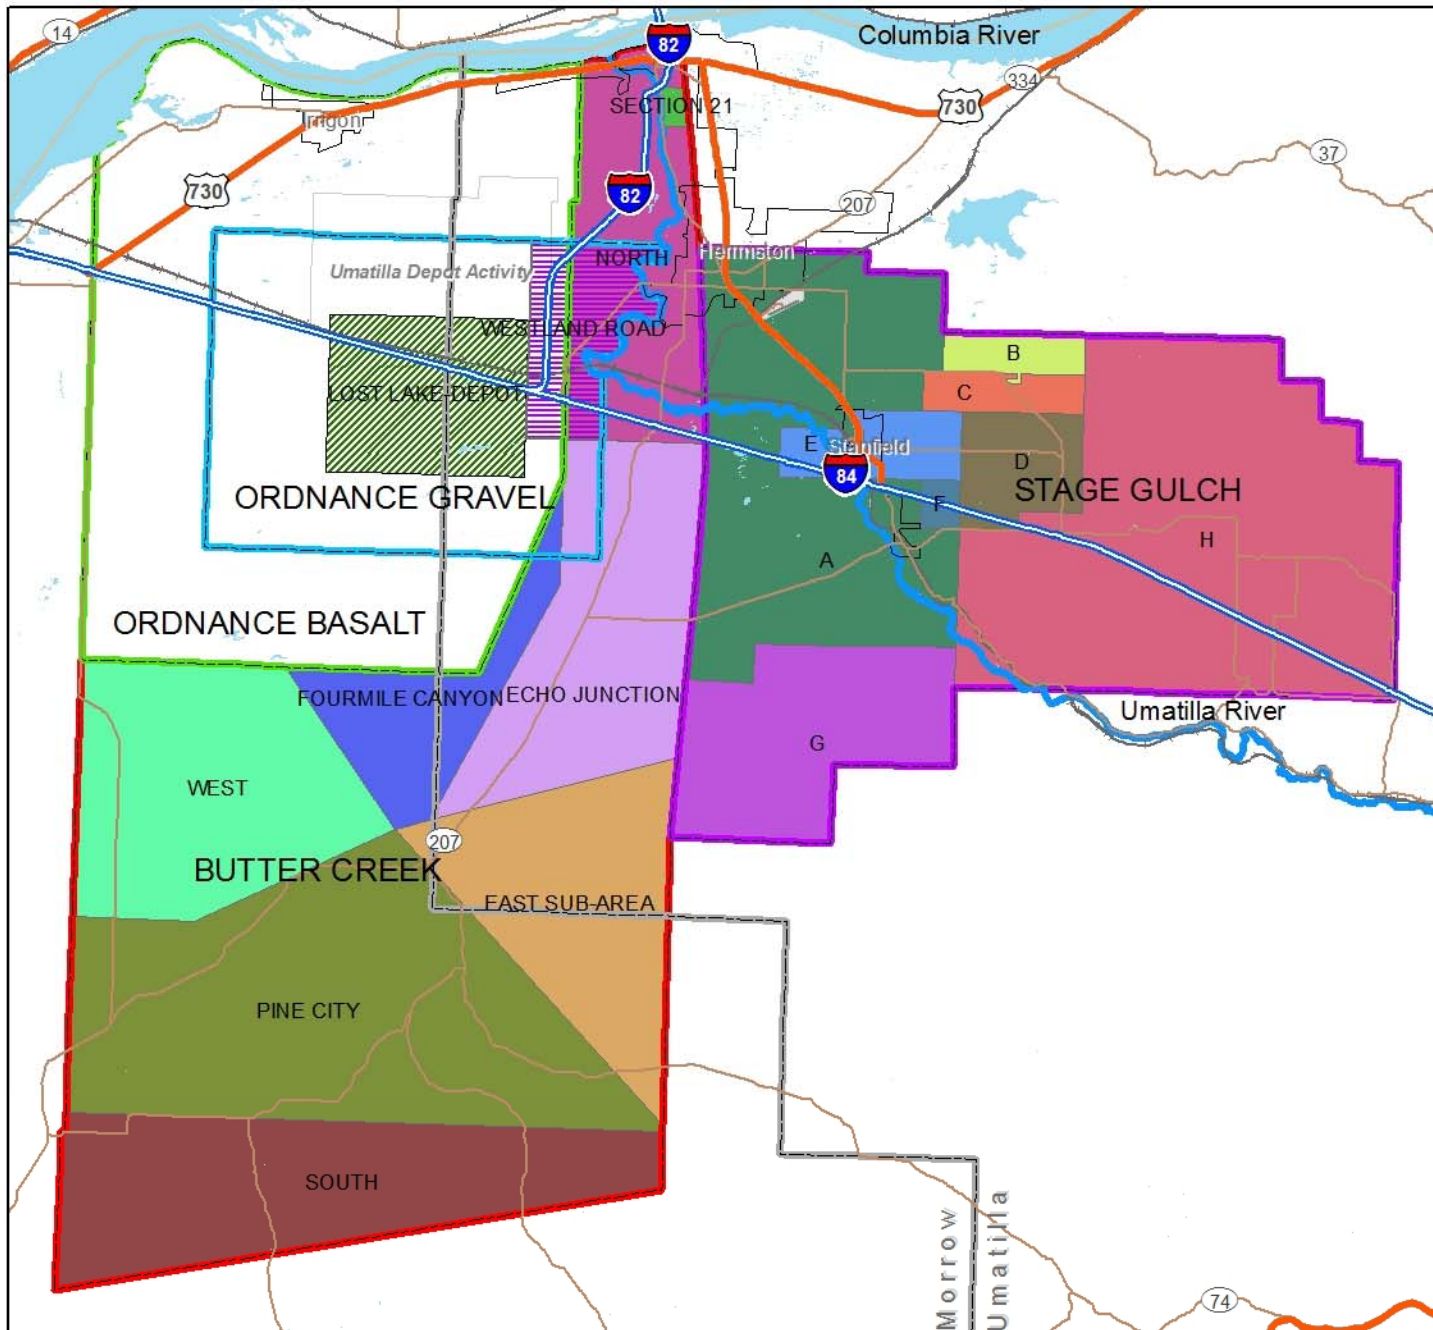 14
82
Columbia River
334
SECTION 21
730
Irrigon
37
730
82
207
NORTH
Hermiston
Umatilla Depot Activity
WESTLAND ROAD
B
LOST LAKE-DEPOT
C
E
Stanfield
D
84
ORDNANCE GRAVEL
STAGE GULCH
F
H
A
ORDNANCE BASALT
FOURMILE CANYON
ECHO JUNCTION
Umatilla River
G
WEST
207
BUTTER CREEK
EAST SUB-AREA
PINE CITY
SOUTH
Morrow
Umatilla
74